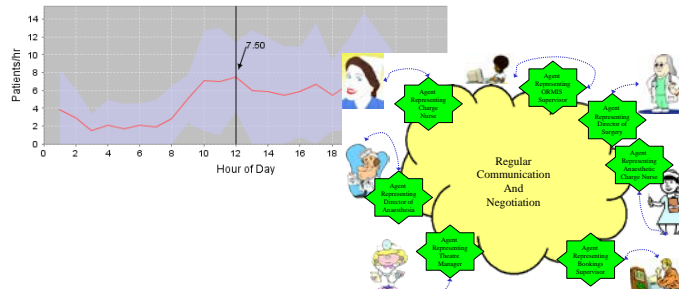 14
12
10
8
6
4
2
0
Patients/hr
7.50
0
2
4
6
8
10
12
14
16
18
Hour of Day
Agent
Representing
Charge
Nurse
Agent
Representing
ORMIS
Supervisor
Agent
Representing
Director of
Surgery
Agent
Representing
Anaesthetic
Charge Nurse
Regular
Communication
And
Negotiation
Agent
Representing
Director of
Anaesthesia
Agent
Representing
Theatre
Manager
Agent
Representing
Bookings
Supervisor